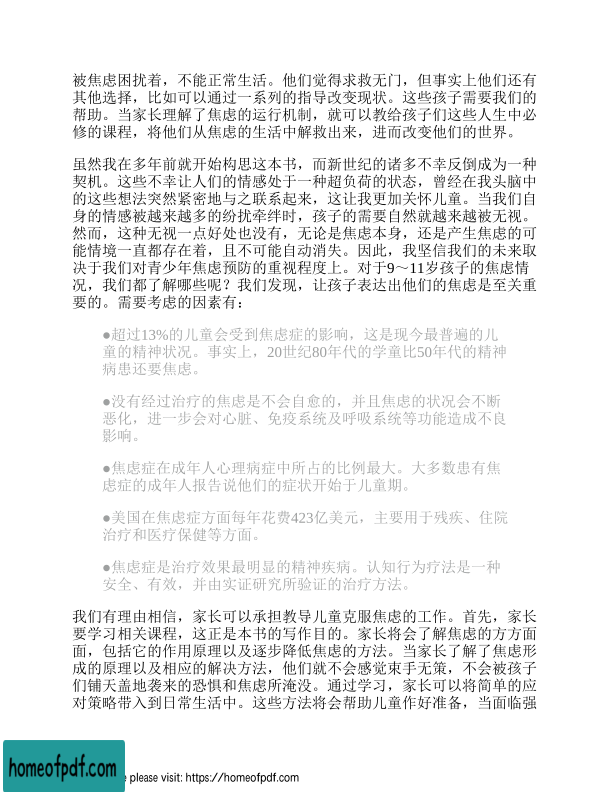 被焦虑困扰着，不能正常生活。他们觉得求救无门，但事实上他们还有
其他选择，比如可以通过一系列的指导改变现状。这些孩子需要我们的
帮助。当家长理解了焦虑的运行机制，就可以教给孩子们这些人生中必
修的课程，将他们从焦虑的生活中解救出来，进而改变他们的世界。
虽然我在多年前就开始构思这本书，而新世纪的诸多不幸反倒成为一种
契机。这些不幸让人们的情感处于一种超负荷的状态，曾经在我头脑中
的这些想法突然紧密地与之联系起来，这让我更加关怀儿童。当我们自
身的情感被越来越多的纷扰牵绊时，孩子的需要自然就越来越被无视。
然而，这种无视一点好处也没有，无论是焦虑本身，还是产生焦虑的可
能情境一直都存在着，且不可能自动消失。因此，我坚信我们的未来取
决于我们对青少年焦虑预防的重视程度上。对于9～11岁孩子的焦虑情
况，我们都了解哪些呢？我们发现，让孩子表达出他们的焦虑是至关重
要的。需要考虑的因素有：
●超过13%的儿童会受到焦虑症的影响，这是现今最普遍的儿
童的精神状况。事实上，20世纪80年代的学童比50年代的精神
病患还要焦虑。
●没有经过治疗的焦虑是不会自愈的，并且焦虑的状况会不断
恶化，进一步会对心脏、免疫系统及呼吸系统等功能造成不良
影响。
●焦虑症在成年人心理病症中所占的比例最大。大多数患有焦
虑症的成年人报告说他们的症状开始于儿童期。
●美国在焦虑症方面每年花费423亿美元，主要用于残疾、住院
治疗和医疗保健等方面。
●焦虑症是治疗效果最明显的精神疾病。认知行为疗法是一种
安全、有效，并由实证研究所验证的治疗方法。
我们有理由相信，家长可以承担教导儿童克服焦虑的工作。首先，家长
要学习相关课程，这正是本书的写作目的。家长将会了解焦虑的方方面
面，包括它的作用原理以及逐步降低焦虑的方法。当家长了解了焦虑形
成的原理以及相应的解决方法，他们就不会感觉束手无策，不会被孩子
们铺天盖地袭来的恐惧和焦虑所淹没。通过学习，家长可以将简单的应
对策略带入到日常生活中。这些方法将会帮助儿童作好准备，当面临强
homeofpdf.com
please visit: https://homeofpdf.com